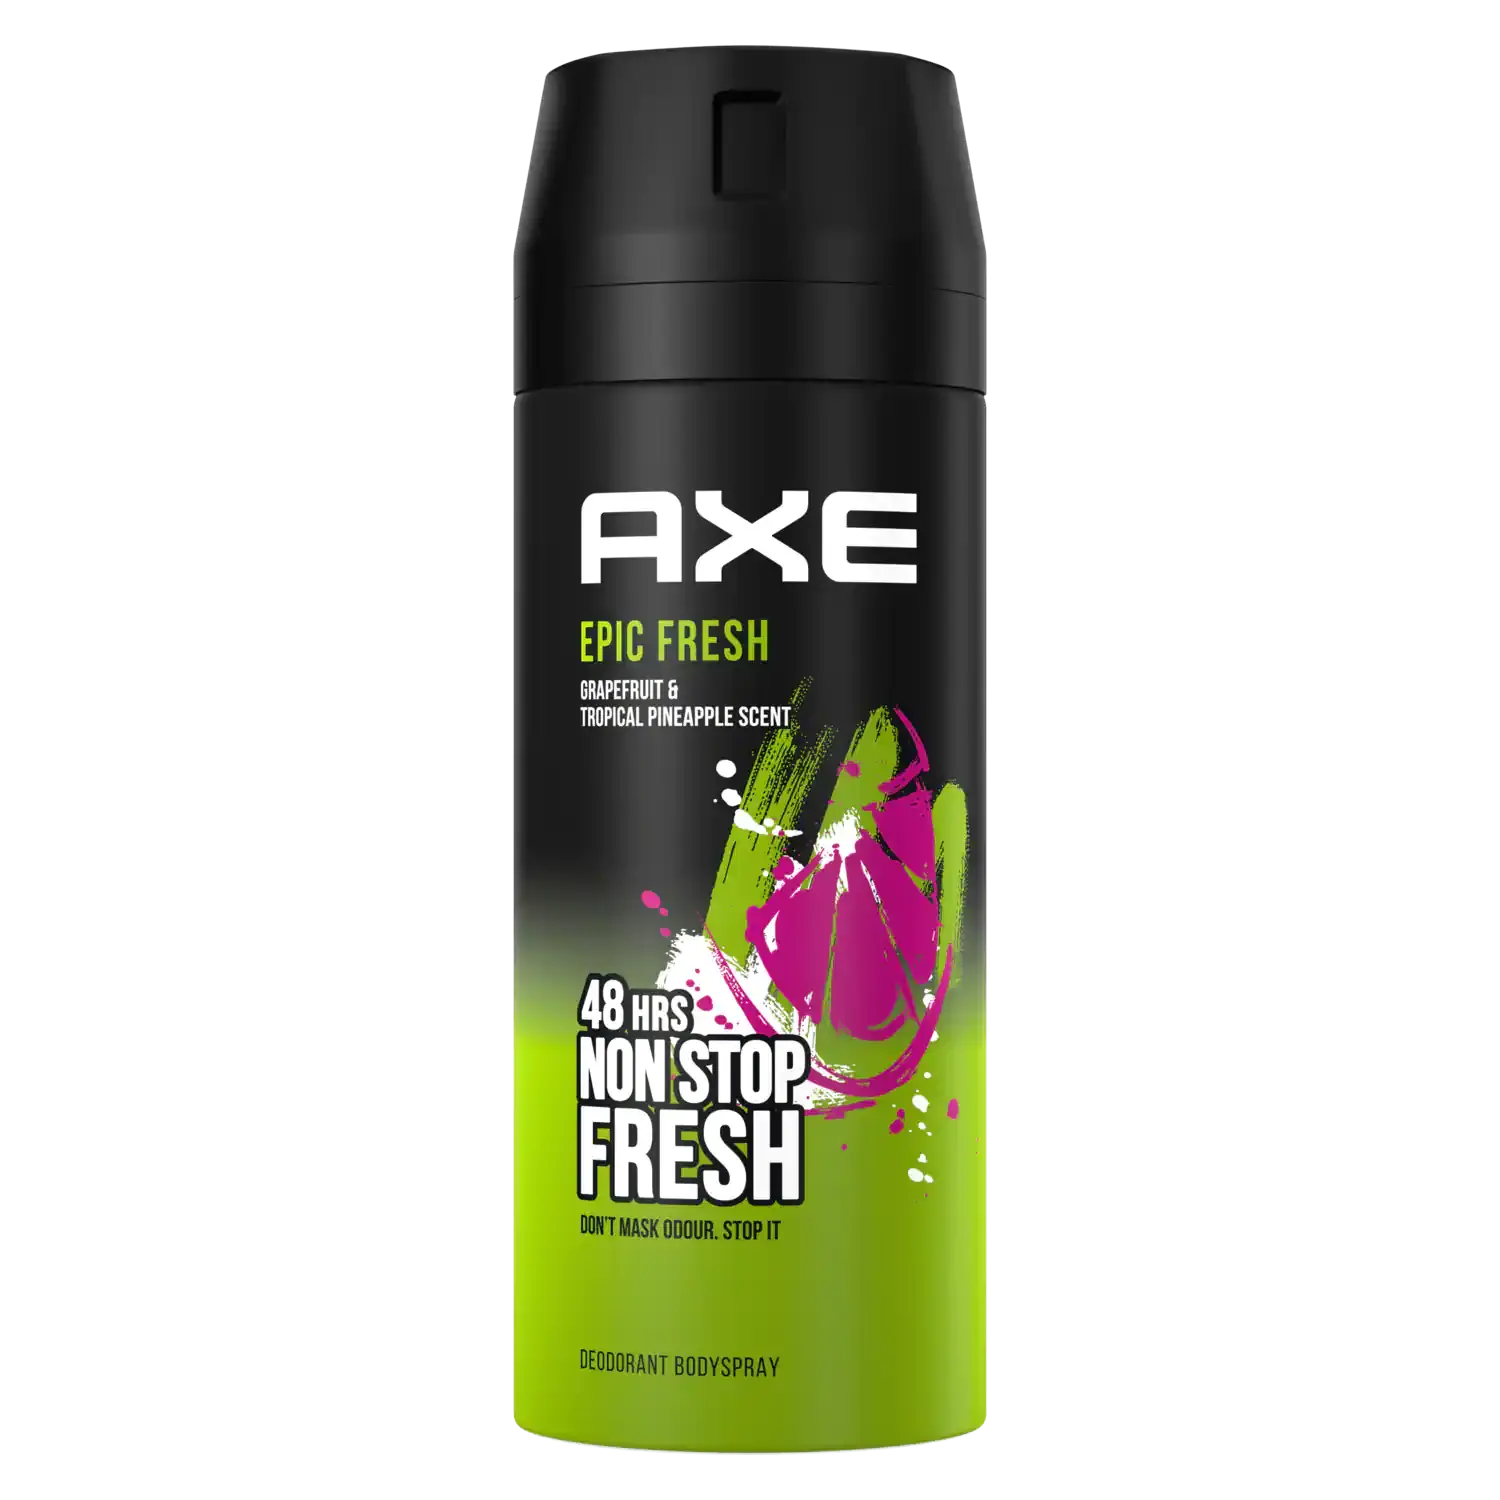 AXE
EPIC FRESH
GRAPEFRUIT &
TROPICAL PINEAPPLE SCENT
48 HRS
NON STOP
FRESH
DON'T MASK ODOUR. STOP IT
DEODORANT BODYSPRAY